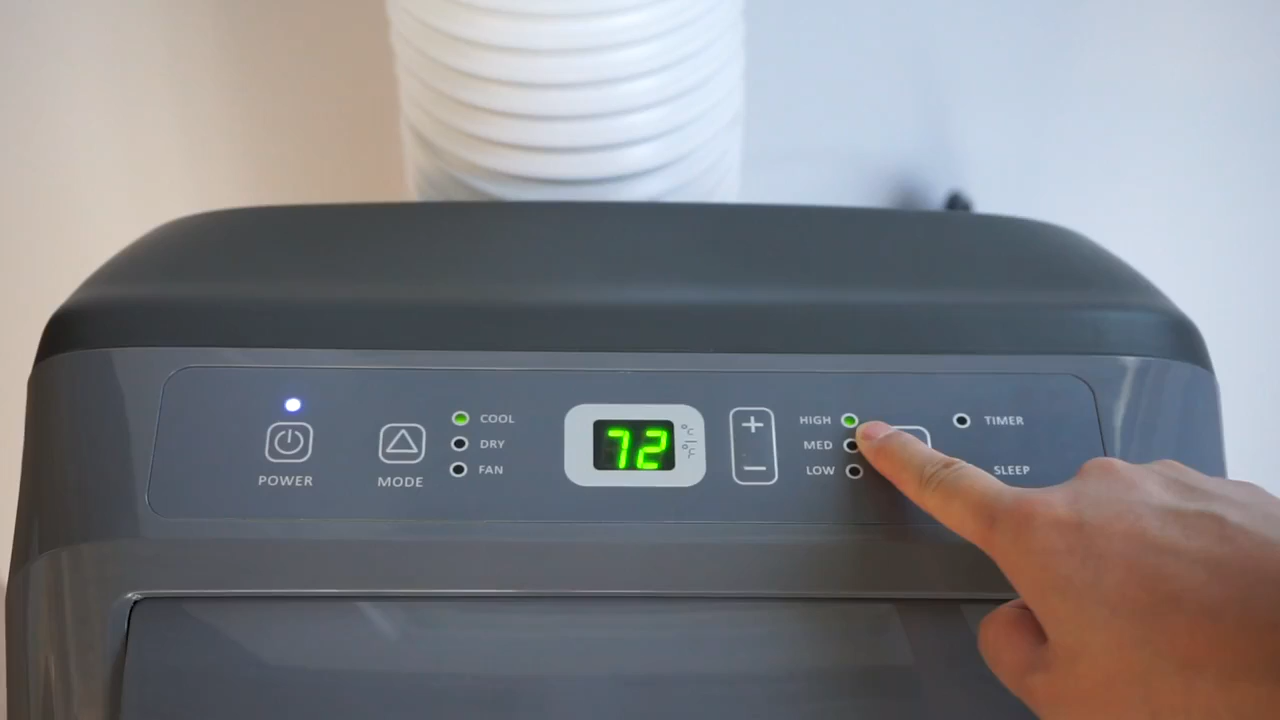 POWER
MODE
COOL
DRY
FAN
72
°C
°F
+
−
HIGH
MED
LOW
TIMER
SLEEP